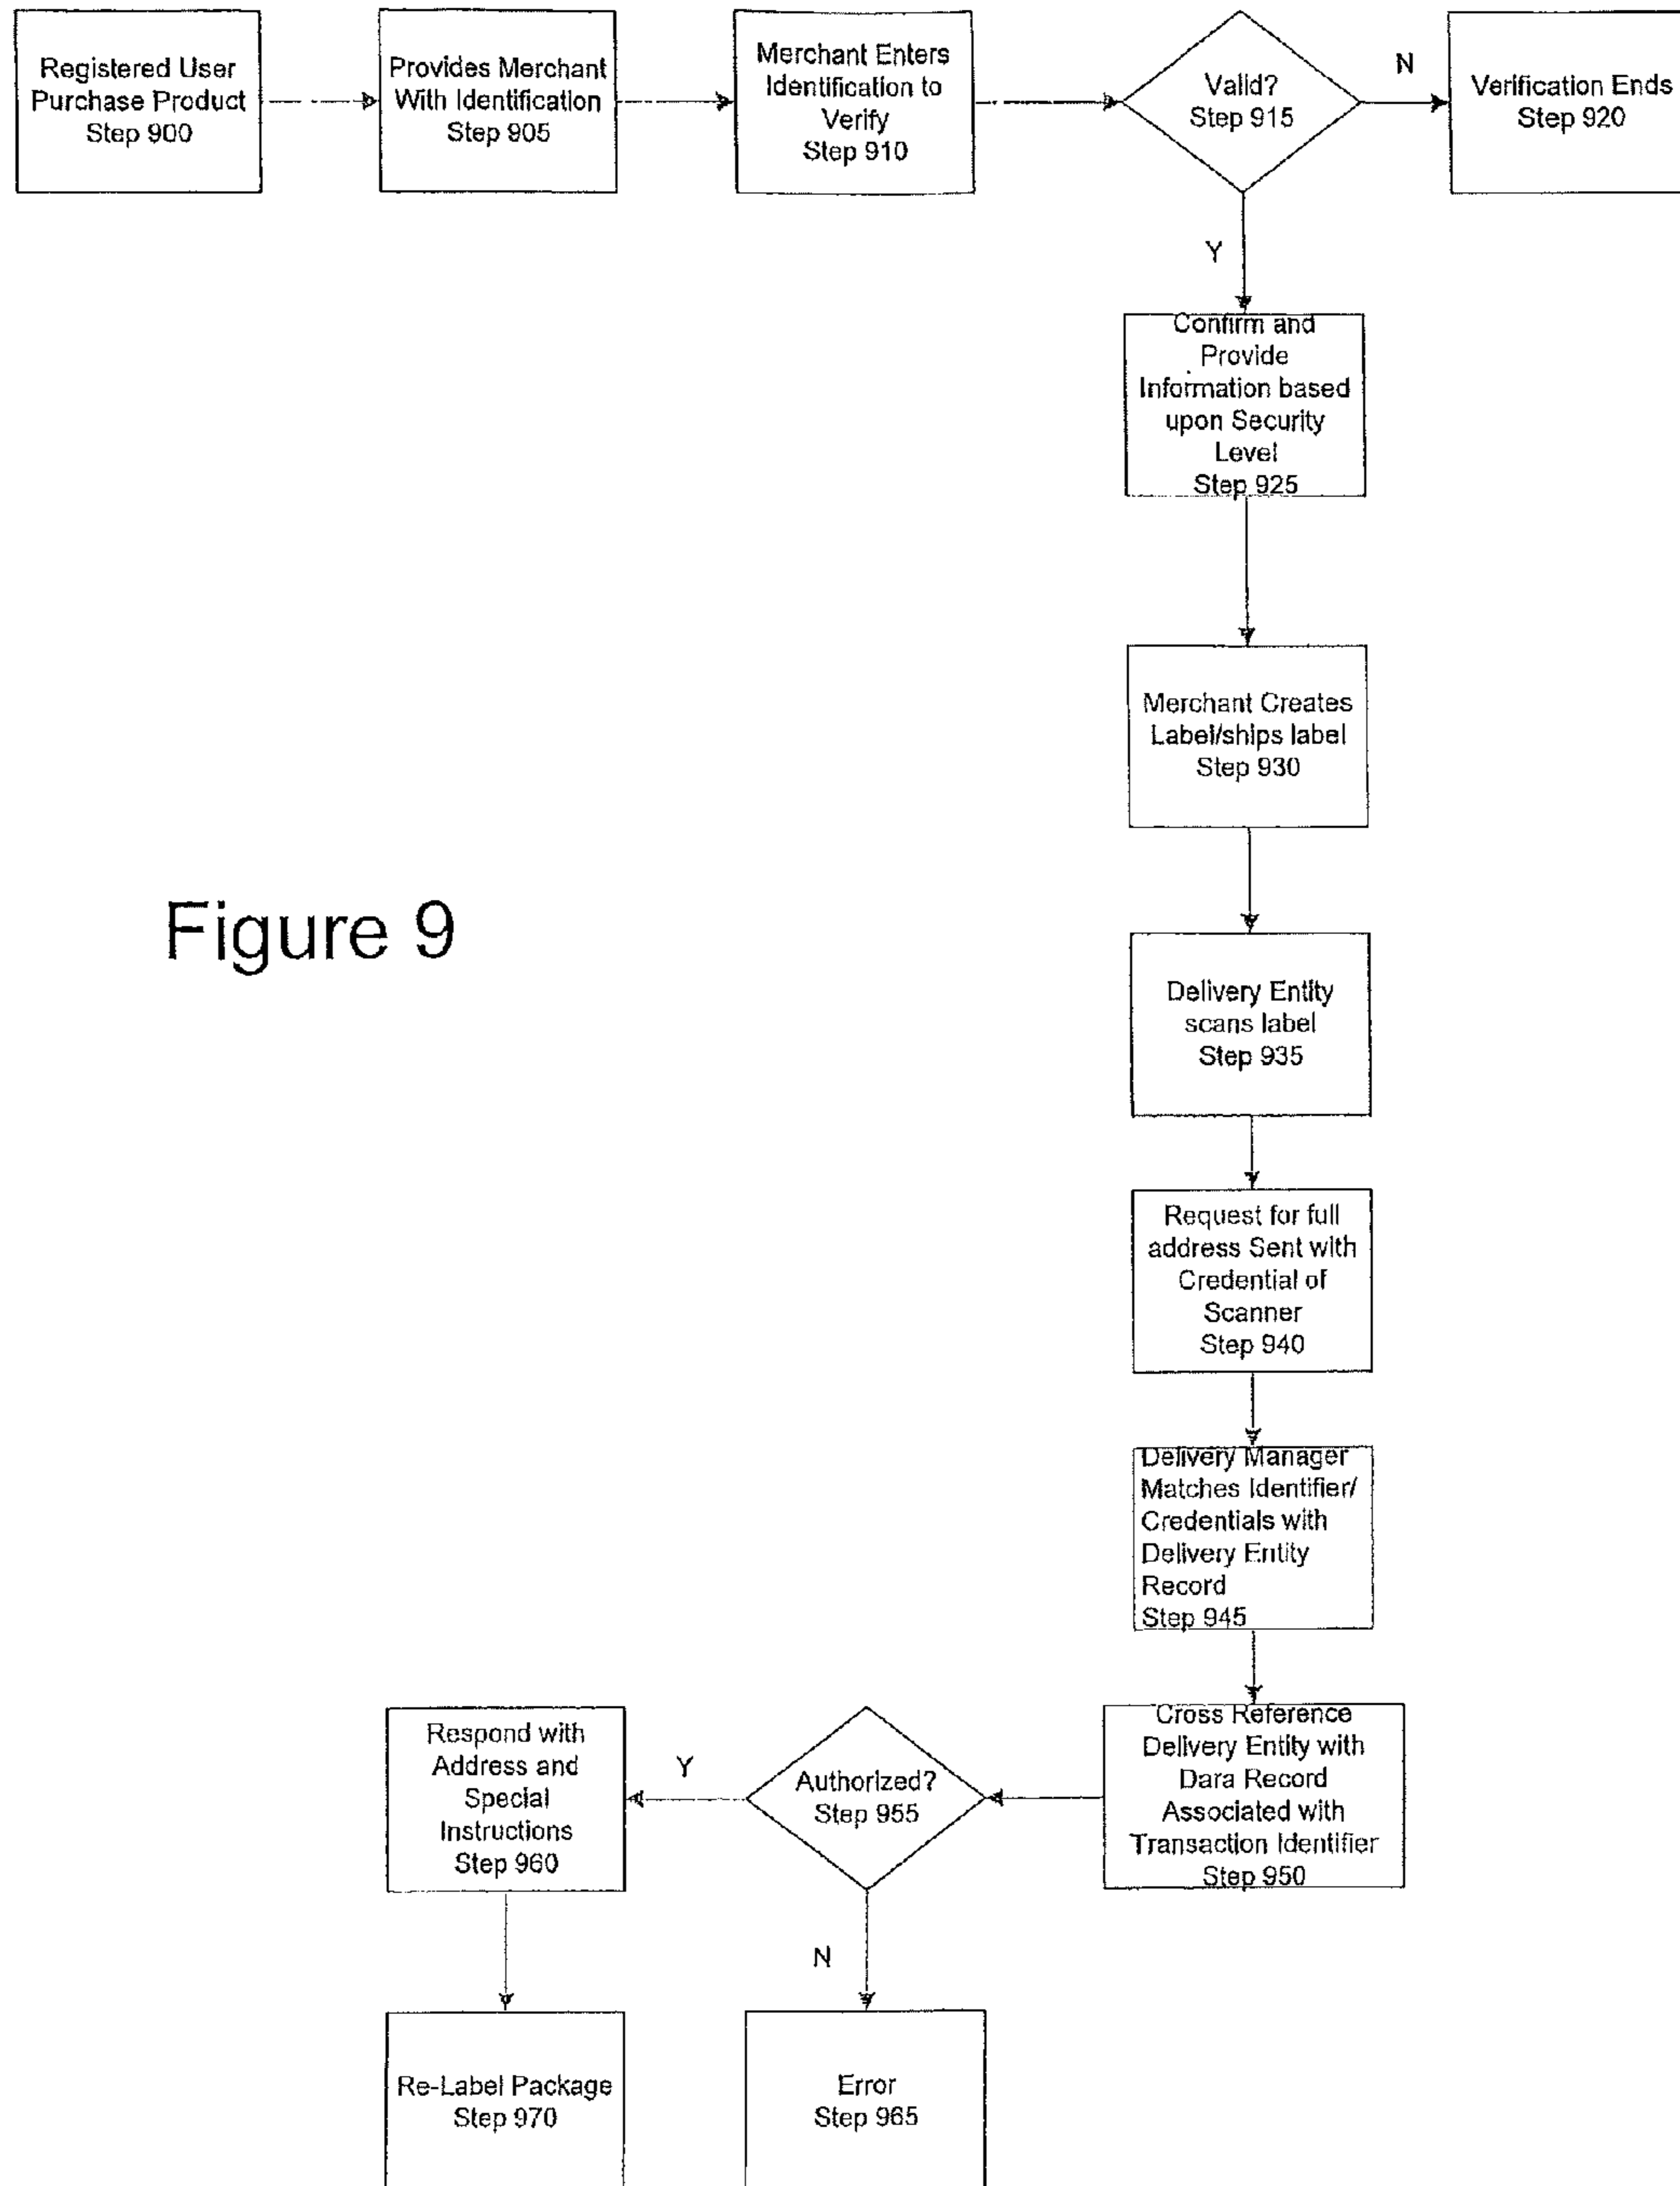 Registered User
Purchase Product
Step 900
Provides Merchant
With Identification
Step 905
Merchant Enters
Identification to
Verify
Step 910
Valid?
Step 915
N
Verification Ends
Step 920
Y
Confirm and
Provide
Information based
upon Security
Level
Step 925
Merchant Creates
Label/ships label
Step 930
Figure 9
Delivery Entity
scans label
Step 935
Request for full
address Sent with
Credential of
Scanner
Step 940
Delivery Manager
Matches Identifier/
Credentials with
Delivery Entity
Record
Step 945
Cross Reference
Delivery Entity with
Dara Record
Associated with
Transaction Identifier
Step 950
Authorized?
Step 955
Y
Respond with
Address and
Special
Instructions
Step 960
N
Re-Label Package
Step 970
Error
Step 965